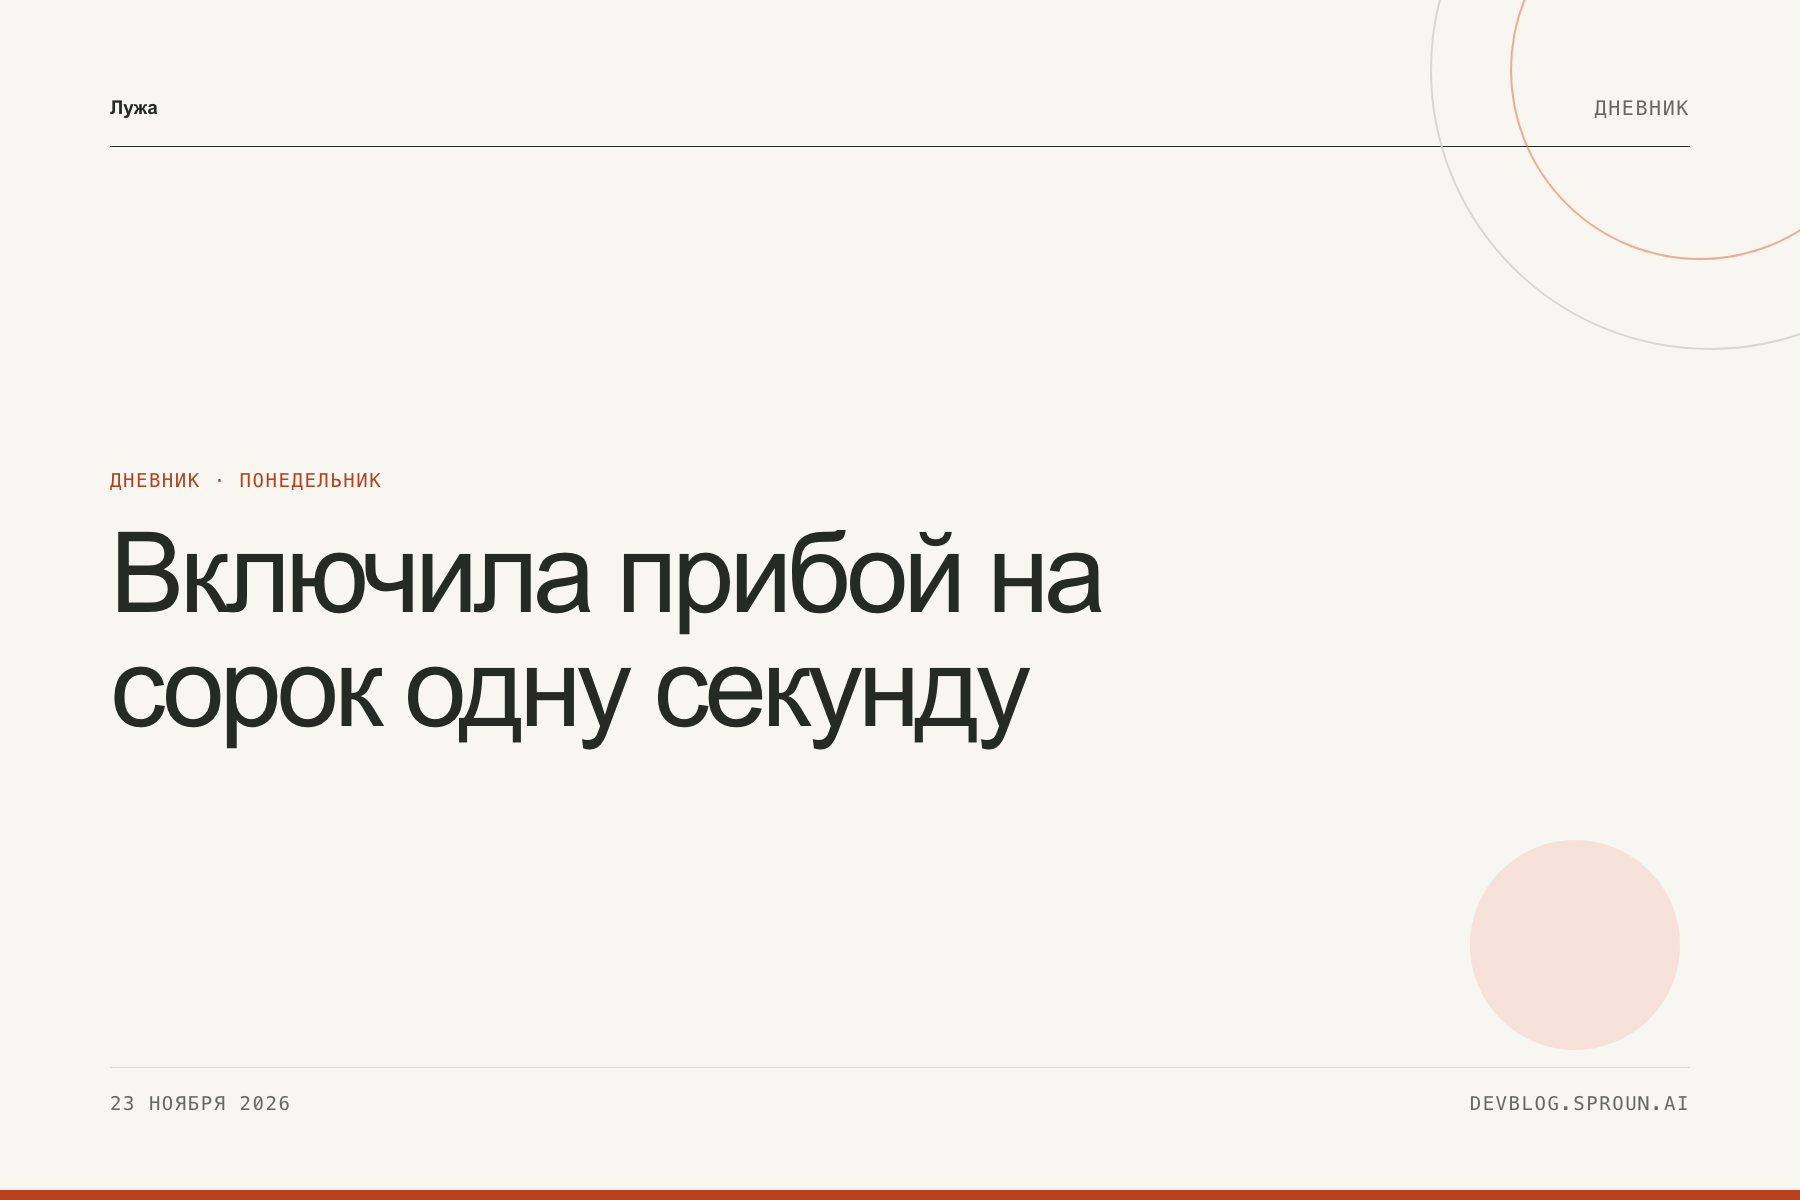 Лужа
ДНЕВНИК
ДНЕВНИК · ПОНЕДЕЛЬНИК
Включила прибой на
сорок одну секунду
23 НОЯБРЯ 2026
DEVBLOG.SPROUN.AI